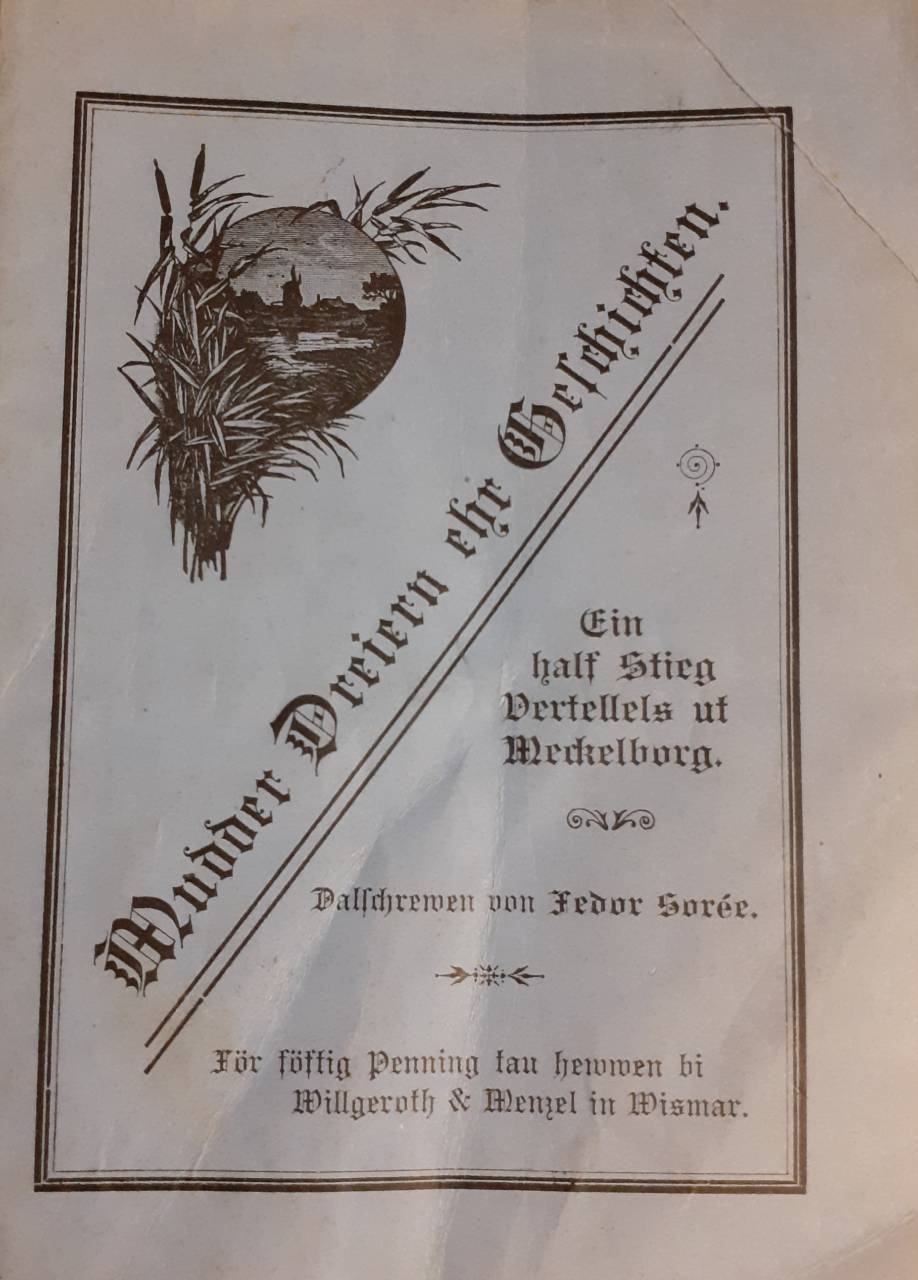 Mudder Dreiern ehr Geschichten.
Ein
half Stieg
Vertellels ut
Meckelborg.
Dalschrewen von Fedor Sorée.
För föftig Penning tau hewwen bi
Willgeroth & Menzel in Wismar.